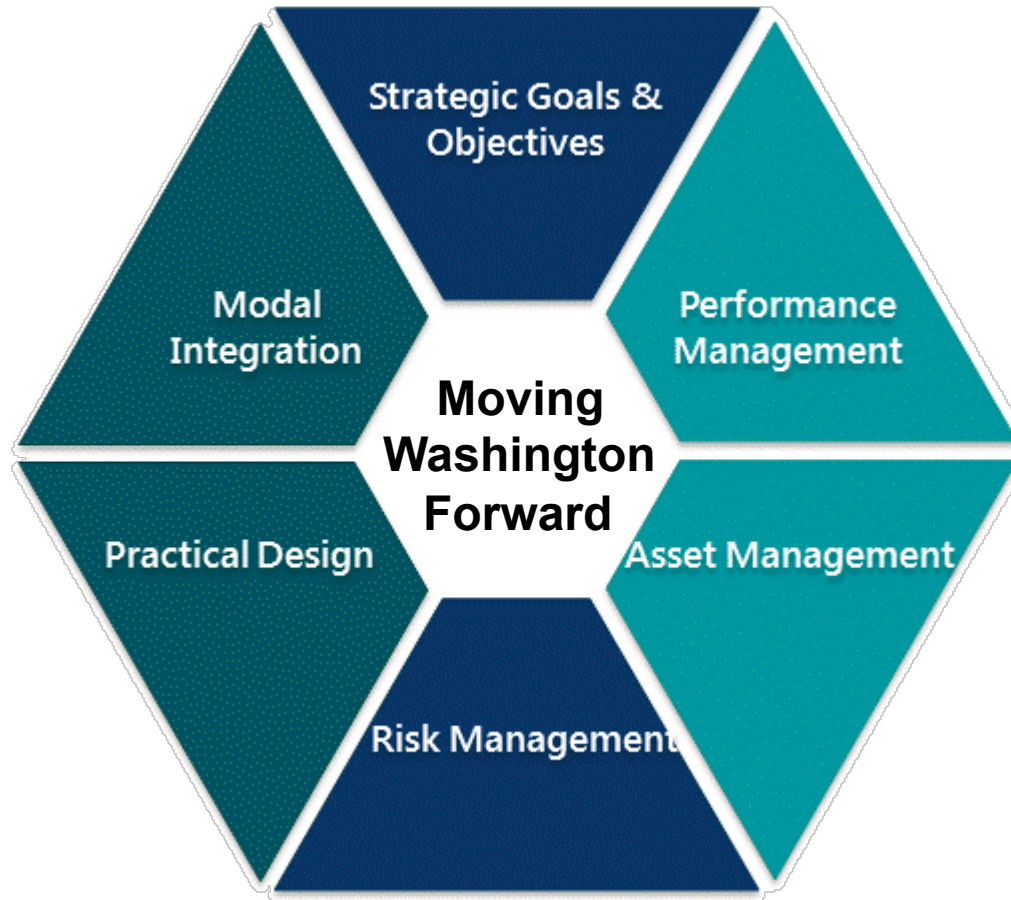 Strategic Goals &
Objectives
Modal
Integration
Performance
Management
Moving
Washington
Forward
Practical Design
Asset Management
Risk Management